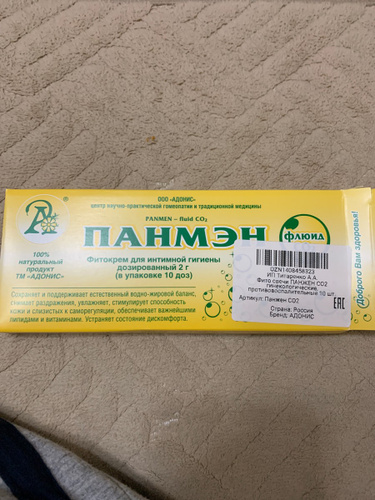 ООО «АДОНИС»
центр научно-практической гомеопатии и традиционной медицины
PANMEN – fluid CO₂
ПАНМЭН
флюид
Фитокрем для интимной гигиены
дозированный 2 г
(в упаковке 10 доз)
100%
натуральный
продукт
ТМ «АДОНИС»
Сохраняет и поддерживает естественный водно-жировой баланс,
снимает раздражения, увлажняет, стимулирует способность
кожи и слизистых к саморегуляции, обеспечивает важнейшими
липидами и витаминами. Устраняет состояние дискомфорта.
OZN1408458323
ИП Титаренко А.А.
Фито свечи ПАНЖЕН СО2
гинекологические,
противовоспалительные 10 шт
Артикул: Панжен СО2
Страна: Россия
Бренд: АДОНИС
EAC
Доброго Вам здоровья!